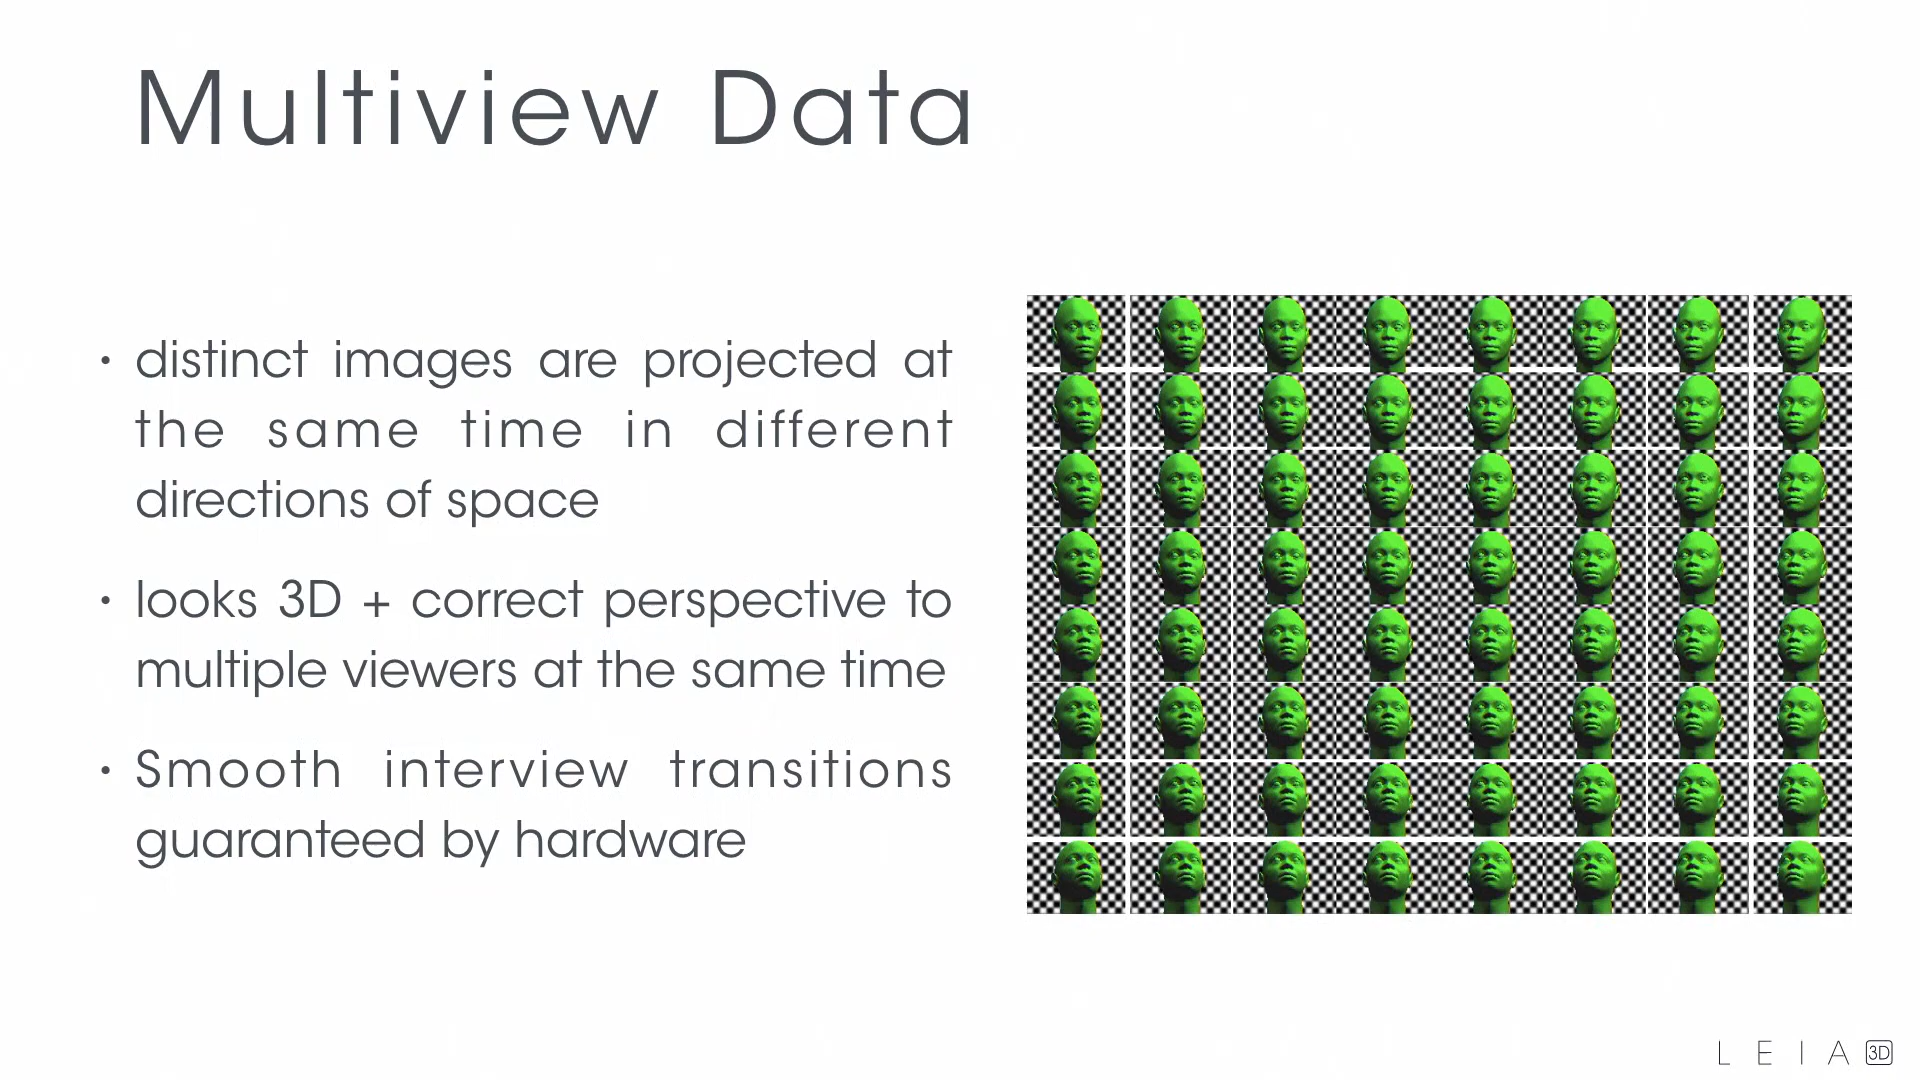 Multiview Data
• distinct images are projected at
the same time in different
directions of space
• looks 3D + correct perspective to
multiple viewers at the same time
• Smooth interview transitions
guaranteed by hardware
LEIA 3D